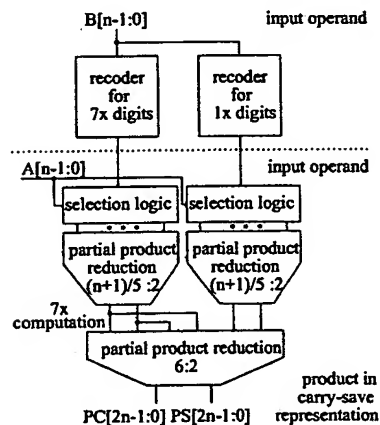 B[n-1:0] input operand
recoder for 7x digits
recoder for 1x digits
A[n-1:0] input operand
selection logic
selection logic
partial product reduction (n+1)/5 :2
partial product reduction (n+1)/5 :2
7x computation
partial product reduction 6:2
product in carry-save representation
PC[2n-1:0] PS[2n-1:0]